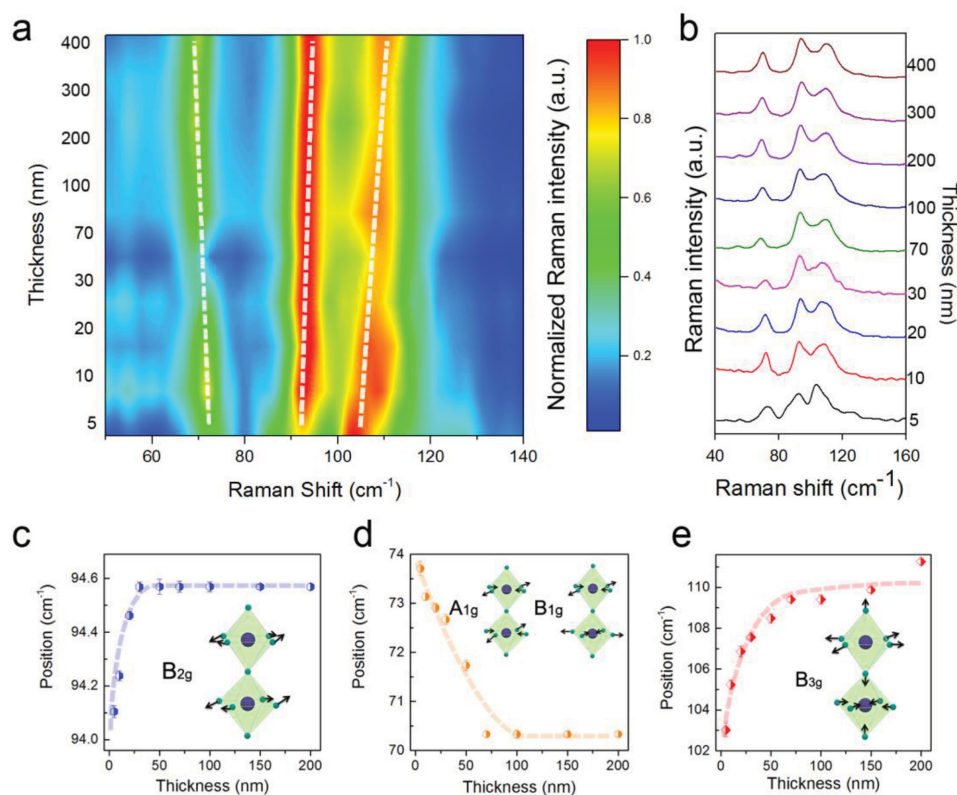 a
b
Thickness (nm)
400
300
200
100
70
30
20
10
5
60
80
100
120
140
Raman Shift (cm-1)
1.0
0.8
0.6
0.4
0.2
Normalized Raman intensity (a.u.)
Raman intensity (a.u.)
400
300
200
100
70
30
20
10
5
Thickness (nm)
40
80
120
160
Raman shift (cm-1)
c
Position (cm-1)
94.6
94.4
94.2
94.0
B2g
0
50
100
150
200
Thickness (nm)
d
Position (cm-1)
74
73
72
71
70
A1g
B1g
0
50
100
150
200
Thickness (nm)
e
Position (cm-1)
110
108
106
104
102
B3g
0
50
100
150
200
Thickness (nm)